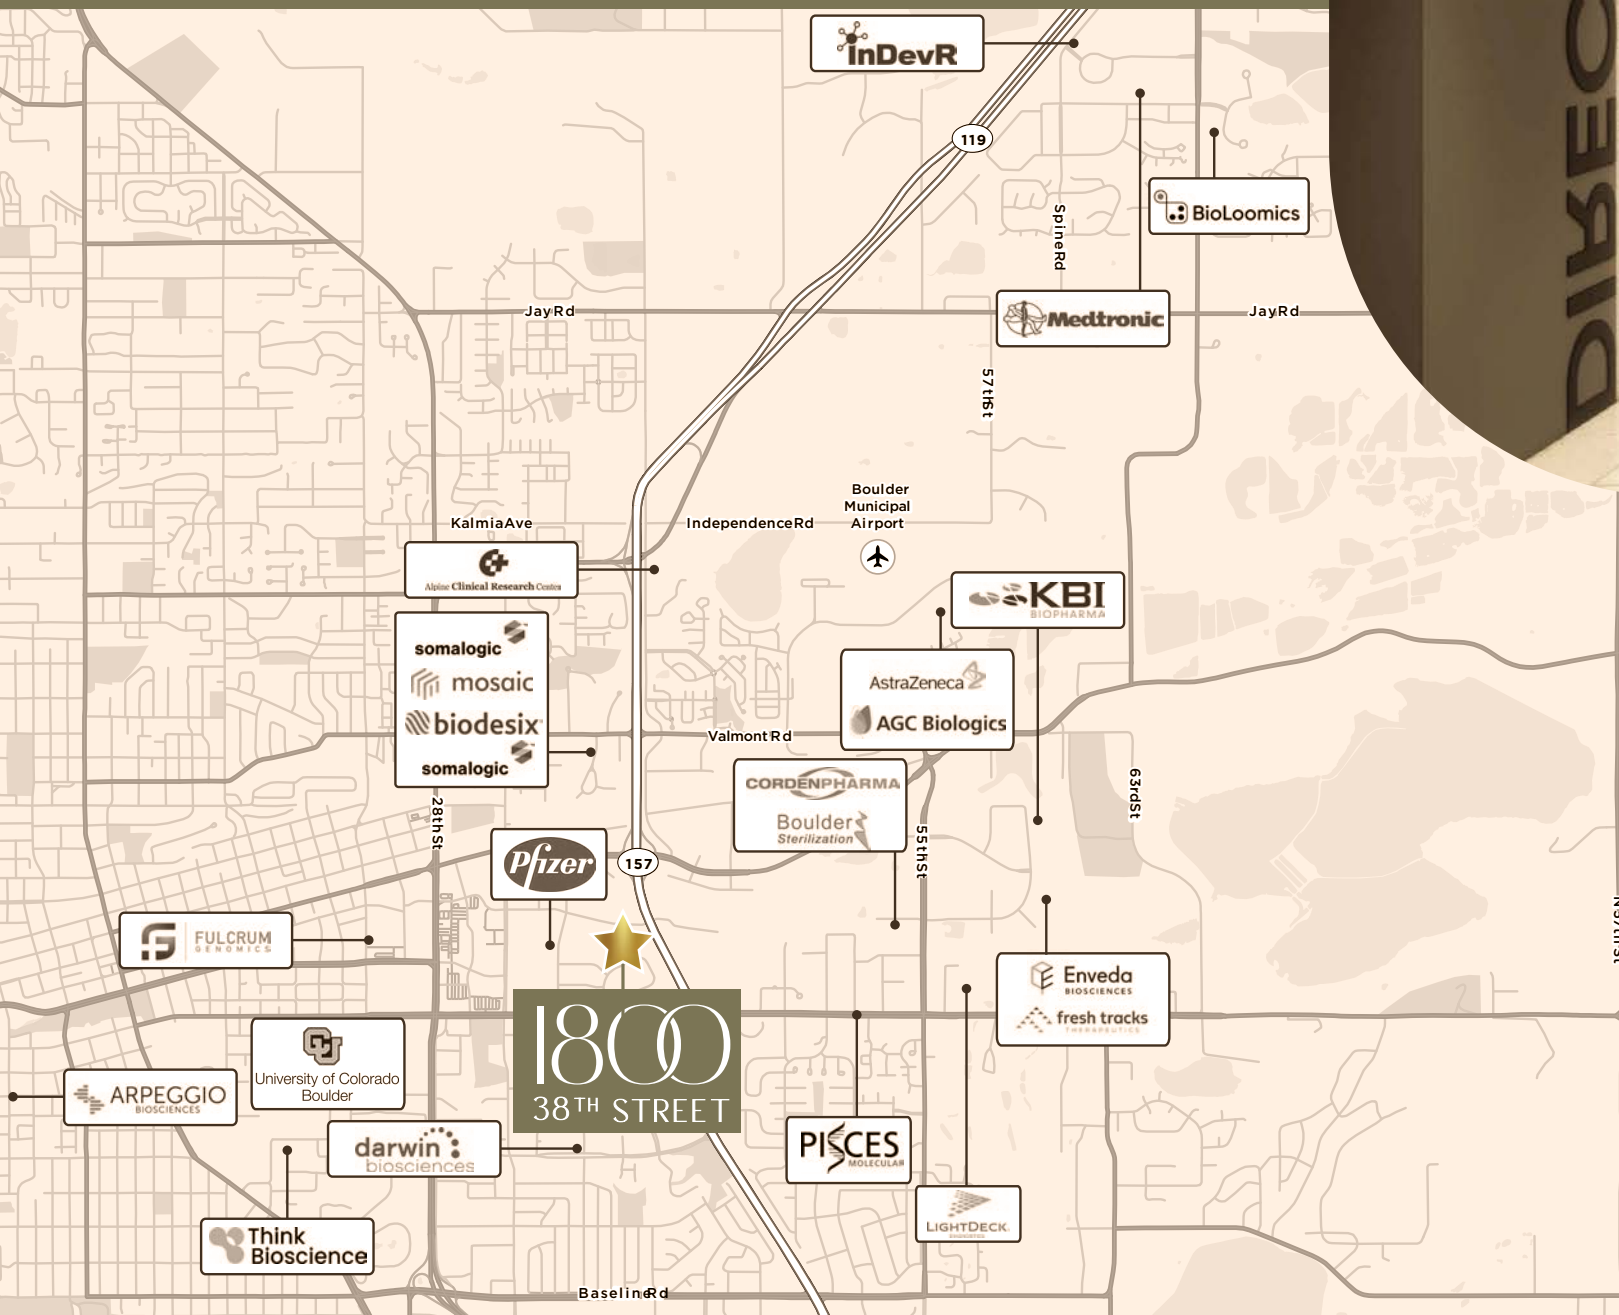 inDevR
119
DIREC
BioLoomics
Spine Rd
Jay Rd
Medtronic
Jay Rd
57th St
Boulder
Municipal
Airport
Kalmia Ave
Independence Rd
Alpine Clinical Research Center
KBI
BIOPHARMA
somalogic
mosaic
biodesix
somalogic
AstraZeneca
AGC Biologics
Valmont Rd
CORDENPHARMA
Boulder
Sterilization
28th St
55th St
63rd St
Pfizer
157
FULCRUM
GENOMICS
Enveda
BIOSCIENCES
fresh tracks
THERAPEUTICS
1800
38TH STREET
CU
University of Colorado
Boulder
ARPEGGIO
BIOSCIENCES
darwin
biosciences
PISCES
MOLECULAR
LIGHTDECK
Think
Bioscience
Baseline Rd